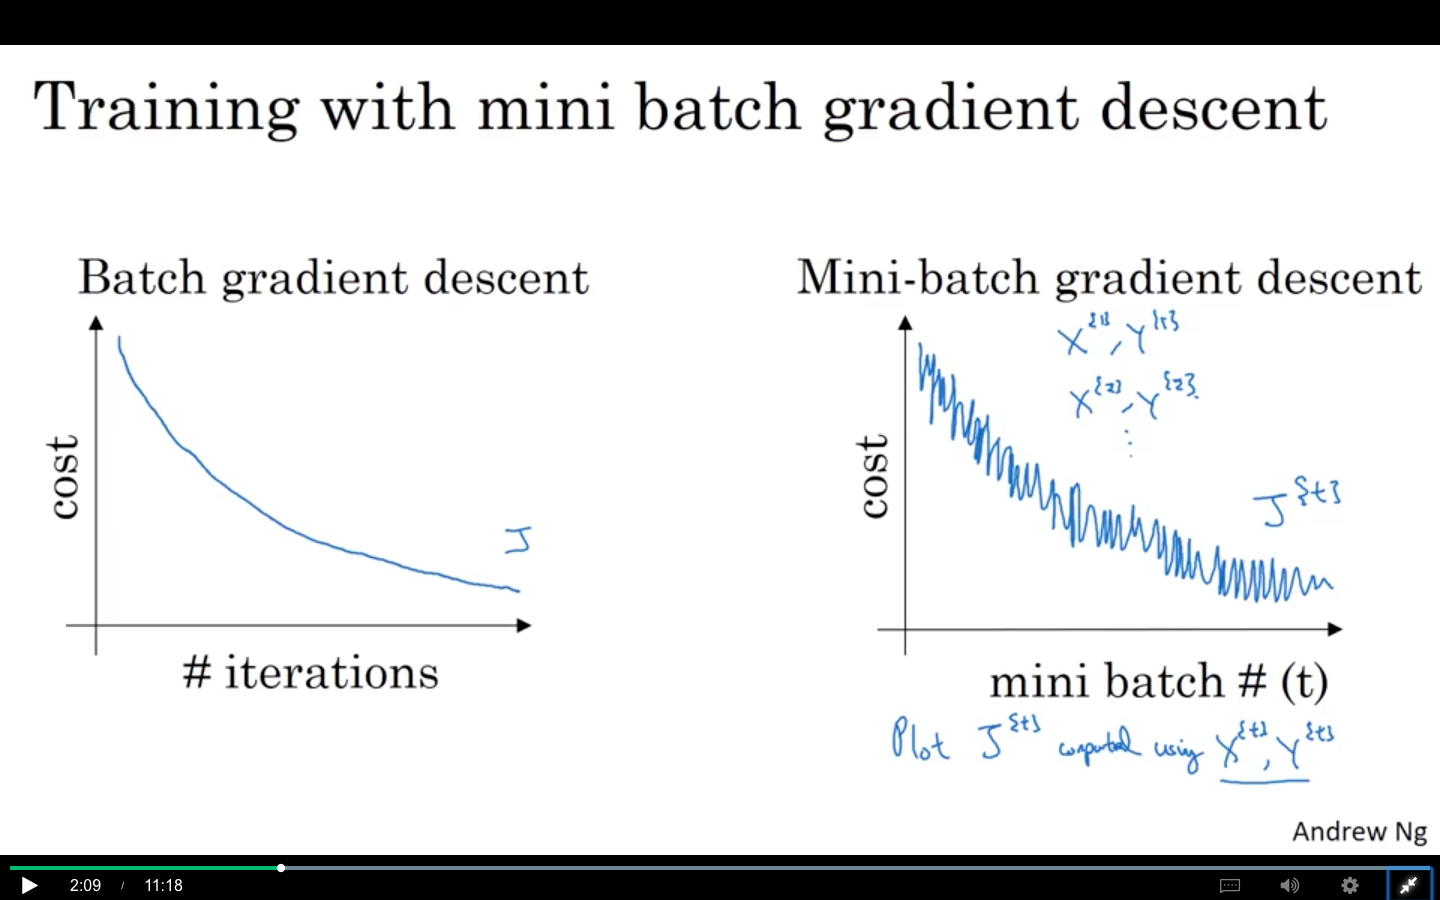 Training with mini batch gradient descent
Batch gradient descent
cost
J
# iterations
Mini-batch gradient descent
X^{1}, Y^{1}
X^{2}, Y^{2}
⋮
cost
J^{t}
mini batch # (t)
Plot J^{t} computed using X^{t}, Y^{t}
Andrew Ng
2:09 / 11:18